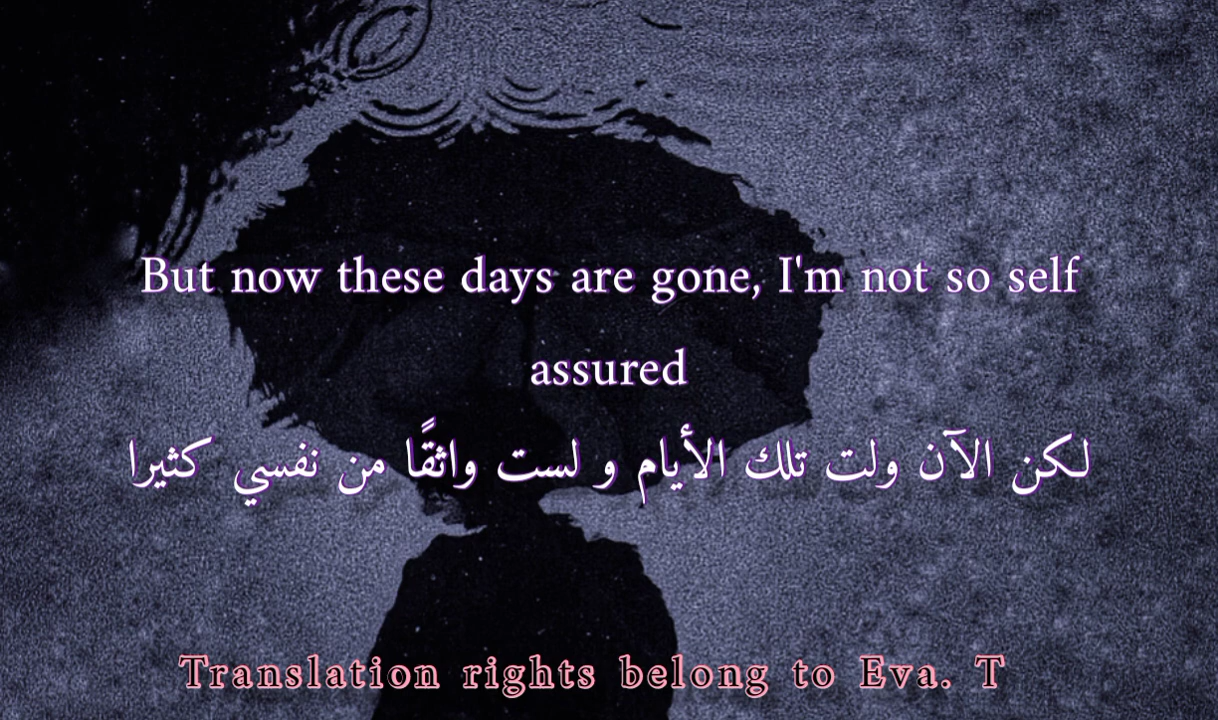 But now these days are gone, I'm not so self
assured
لكن الآن ولت تلك الأيام و لست واثقًا من نفسي كثيرا
Translation rights belong to Eva. T